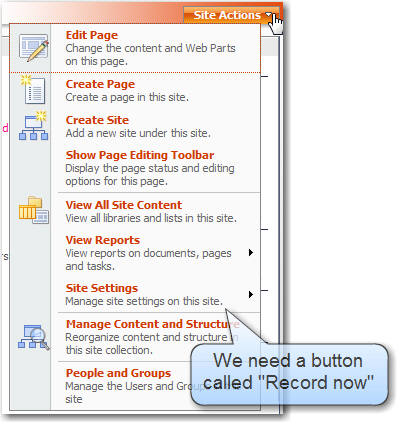 Site Actions
Edit Page
Change the content and Web Parts
on this page.
Create Page
Create a page in this site.
Create Site
Add a new site under this site.
Show Page Editing Toolbar
Display the page status and editing
options for this page.
View All Site Content
View all libraries and lists in this site.
View Reports
View reports on documents, pages
and tasks.
Site Settings
Manage site settings on this site.
Manage Content and Structure
Reorganize content and structure in
this site collection.
People and Groups
Manage the Users and Group
site
We need a button
called "Record now"